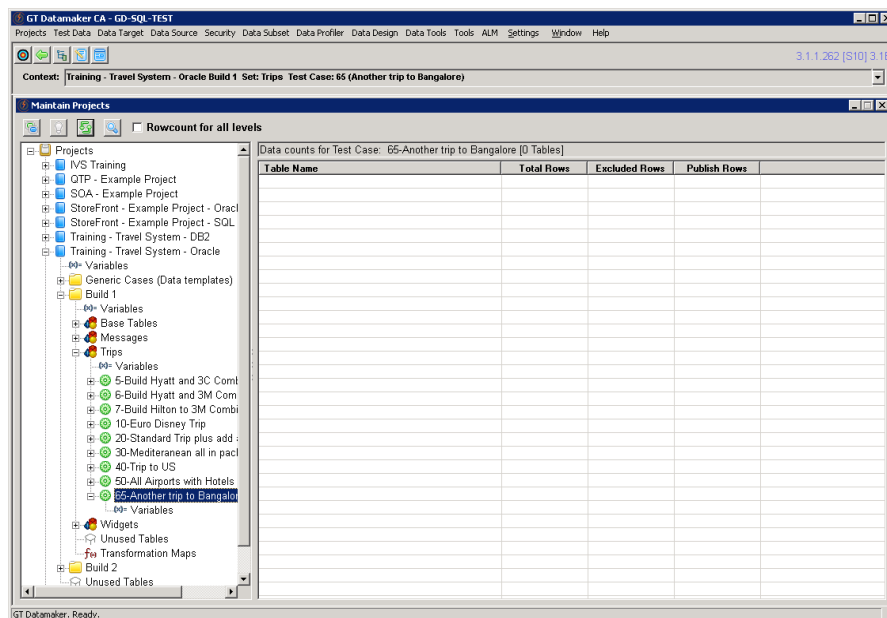 GT Datamaker CA - GD-SQL-TEST
Projects Test Data Data Target Data Source Security Data Subset Data Profiler Data Design Data Tools Tools ALM Settings Window Help
3.1.1.262 [S10]
Context: Training - Travel System - Oracle Build 1 Set: Trips Test Case: 65 (Another trip to Bangalore)
Maintain Projects
Rowcount for all levels
Data counts for Test Case: 65-Another trip to Bangalore [0 Tables]
Table Name Total Rows Excluded Rows Publish Rows
Projects
IVS Training
QTP - Example Project
SOA - Example Project
StoreFront - Example Project - Oracl
StoreFront - Example Project - SQL
Training - Travel System - DB2
Training - Travel System - Oracle
Variables
Generic Cases (Data templates)
Build 1
Variables
Base Tables
Messages
Trips
Variables
5-Build Hyatt and 3C Coml
6-Build Hyatt and 3M Com
7-Build Hilton to 3M Combi
10-Euro Disney Trip
20-Standard Trip plus add
30-Mediteranean all in pacl
40-Trip to US
50-All Airports with Hotels
65-Another trip to Bangalor
Variables
Widgets
Unused Tables
Transformation Maps
Build 2
Unused Tables
GT Datamaker. Ready.